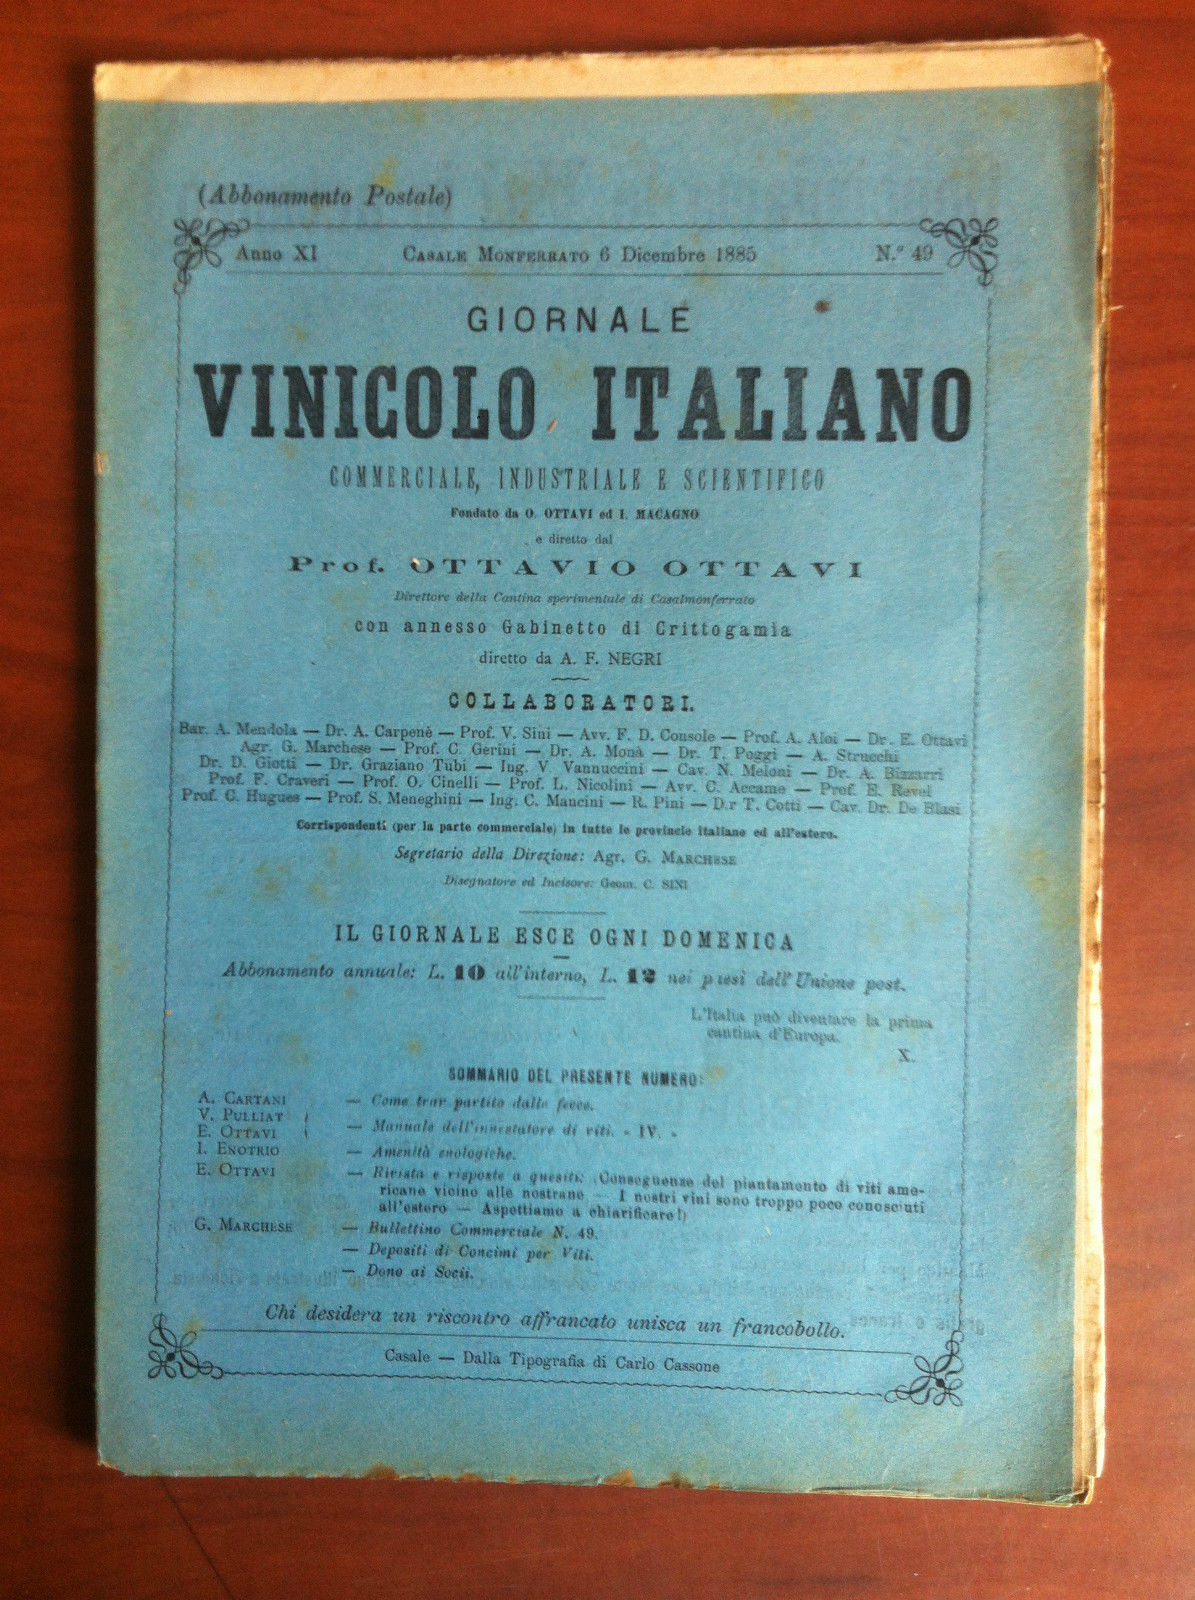 (Abbonamento Postale)
Anno XI Casale Monferrato 6 Dicembre 1885 N.° 49
GIORNALE
VINICOLO ITALIANO
COMMERCIALE, INDUSTRIALE E SCIENTIFICO
Fondato da O. OTTAVI ed I. MACAGNO
e diretto dal
Prof. OTTAVIO OTTAVI
Direttore della Cantina sperimentale di Casalmonferrato
con annesso Gabinetto di Crittogamia
diretto da A. F. NEGRI
COLLABORATORI.
Bar. A. Mendola — Dr. A. Carpenè — Prof. V. Sini — Avv. F. D. Console — Prof. A. Aloi — Dr. E. Ottavi
Agr. G. Marchese — Prof. C. Gerini — Dr. A. Monà — Dr. T. Poggi — A. Strucchi
Dr. D. Giotti — Dr. Graziano Tubi — Ing. V. Vannuccini — Cav. N. Meloni — Dr. A. Bizzarri
Prof. F. Craveri — Prof. O. Cinelli — Prof. L. Nicolini — Avv. C. Accame — Prof. E. Revel
Prof. C. Hugues — Prof. S. Meneghini — Ing. C. Mancini — R. Pini — D.r T. Cotti — Cav. Dr. De Blasi
Corrispondenti (per la parte commerciale) in tutte le provincie italiane ed all'estero.
Segretario della Direzione: Agr. G. Marchese
Disegnatore ed Incisore: Geom. C. SINI
IL GIORNALE ESCE OGNI DOMENICA
Abbonamento annuale: L. 10 all'interno, L. 12 nei paesi dell'Unione post.
L'Italia può diventare la prima
cantina d'Europa.
X.
SOMMARIO DEL PRESENTE NUMERO:
A. Cartani — Come trar partito dalle fecce.
V. Pulliat
E. Ottavi — Manuale dell'innestatore di viti. - IV. -
I. Enotrio — Amenità enologiche.
E. Ottavi — Rivista e risposte a quesiti: (Conseguenze del piantamento di viti ame-
ricane vicino alle nostrane — I nostri vini sono troppo poco conosciuti
all'estero — Aspettiamo a chiarificare!)
G. Marchese — Bullettino Commerciale N. 49.
— Depositi di Concimi per Viti.
— Dono ai Socii.
Chi desidera un riscontro affrancato unisca un francobollo.
Casale — Dalla Tipografia di Carlo Cassone